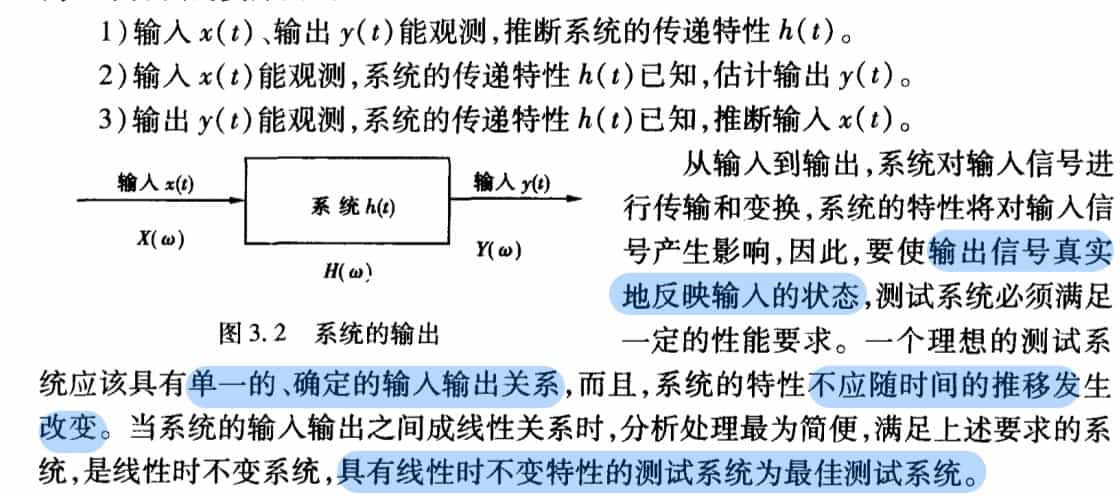 1)输入 x(t)、输出 y(t)能观测,推断系统的传递特性 h(t)。
2)输入 x(t)能观测,系统的传递特性 h(t)已知,估计输出 y(t)。
3)输出 y(t)能观测,系统的传递特性 h(t)已知,推断输入 x(t)。
输入 x(t)
X(ω)
系 统 h(t)
H(ω)
输入 y(t)
Y(ω)
图 3.2 系统的输出
从输入到输出,系统对输入信号进
行传输和变换,系统的特性将对输入信
号产生影响,因此,要使输出信号真实
地反映输入的状态,测试系统必须满足
一定的性能要求。一个理想的测试系
统应该具有单一的、确定的输入输出关系,而且,系统的特性不应随时间的推移发生
改变。当系统的输入输出之间成线性关系时,分析处理最为简便,满足上述要求的系
统,是线性时不变系统,具有线性时不变特性的测试系统为最佳测试系统。